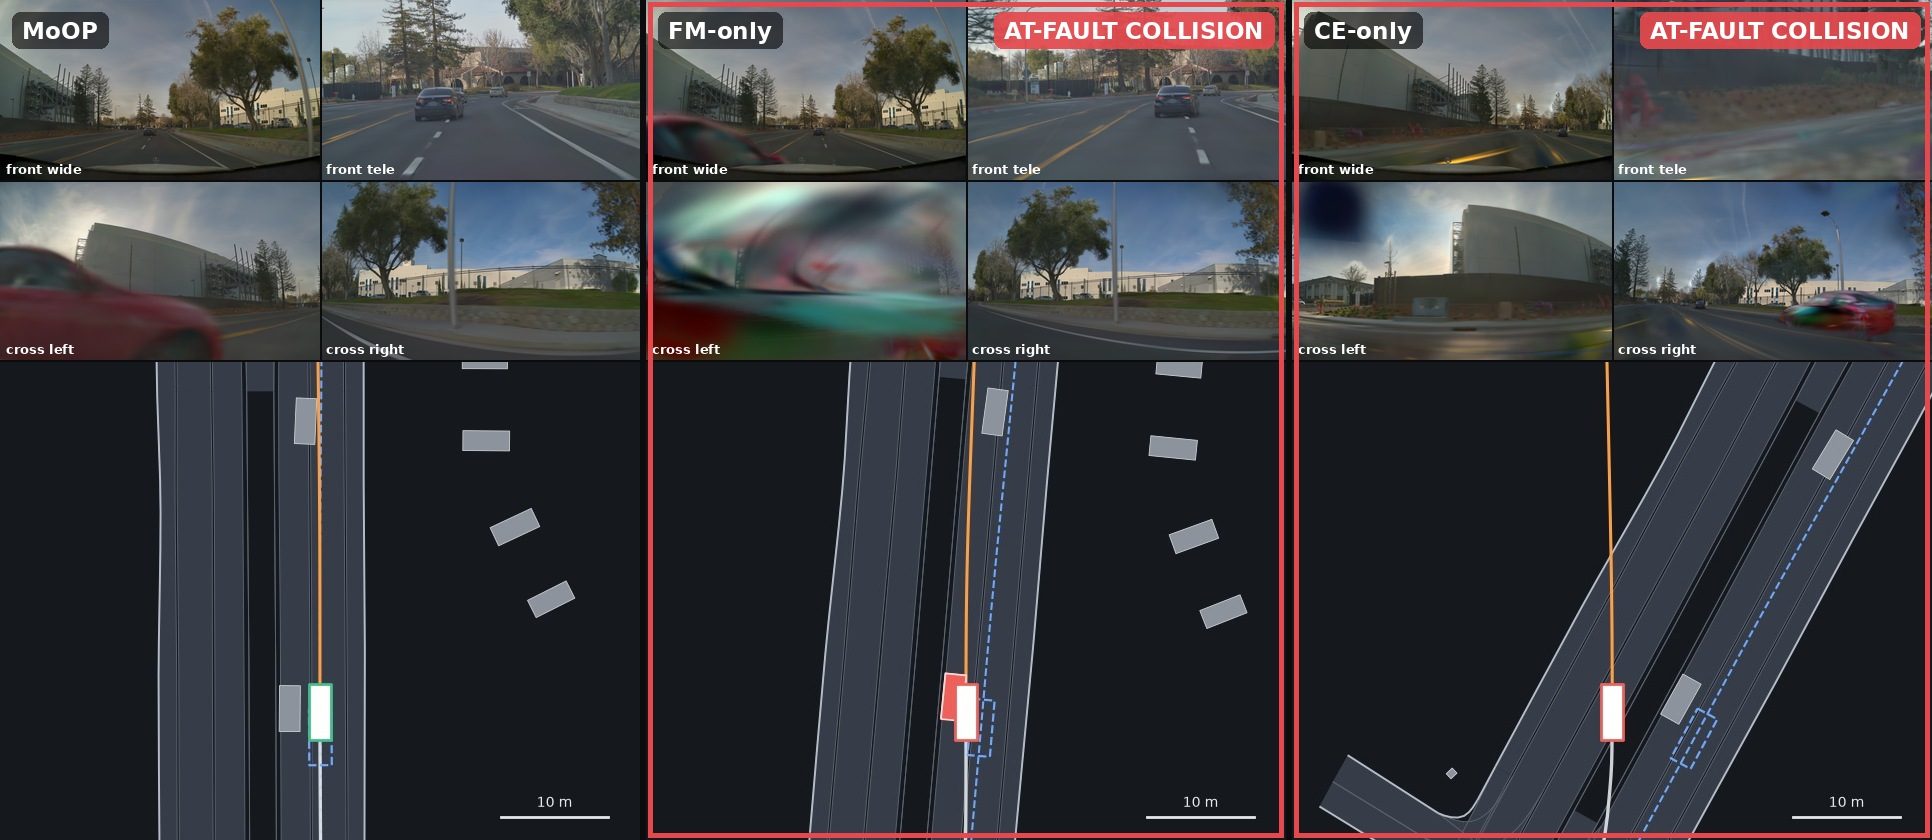 MoOP
front wide
front tele
cross left
cross right
10 m
FM-only
AT-FAULT COLLISION
front wide
front tele
cross left
cross right
10 m
CE-only
AT-FAULT COLLISION
front wide
front tele
cross left
cross right
10 m